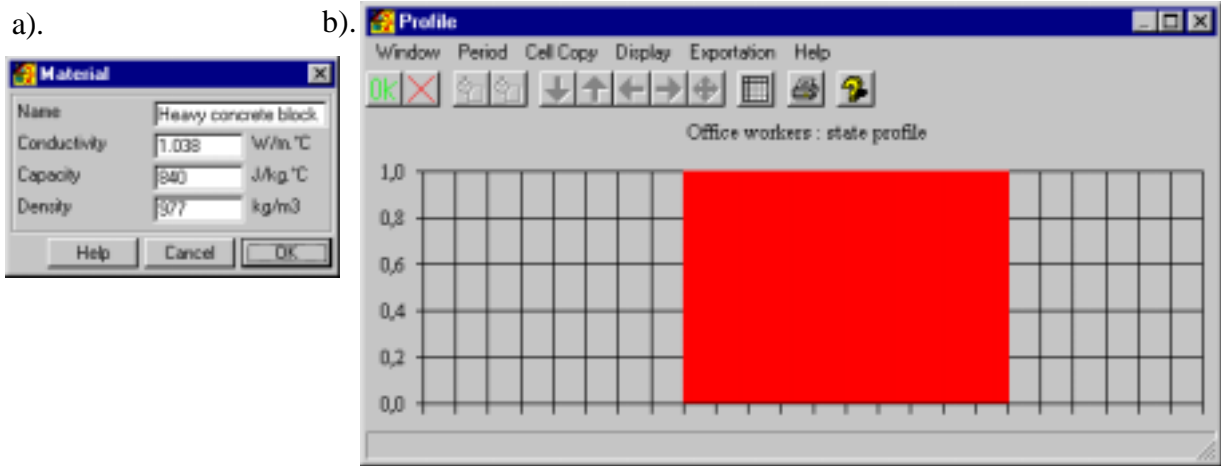 a).
b).
Material
Name Heavy concrete block
Conductivity 1.038 W/m.°C
Capacity 840 J/kg.°C
Density 977 kg/m3
Help Cancel OK
Profile
Window Period Cell Copy Display Exportation Help
Ok
Office workers : state profile
1,0
0,8
0,6
0,4
0,2
0,0